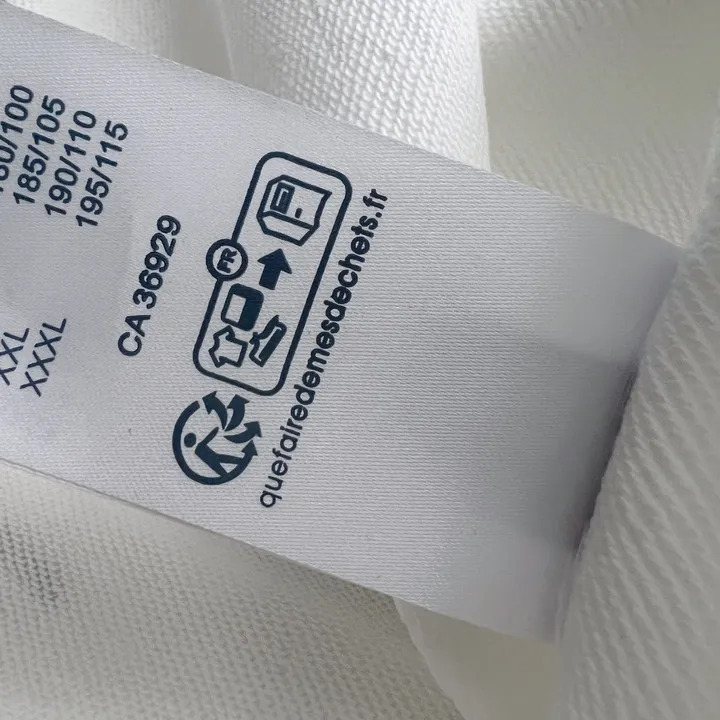 185/105
190/110
195/115
XXL
XXXL
CA 36929
FR
quefairedemesdechets.fr